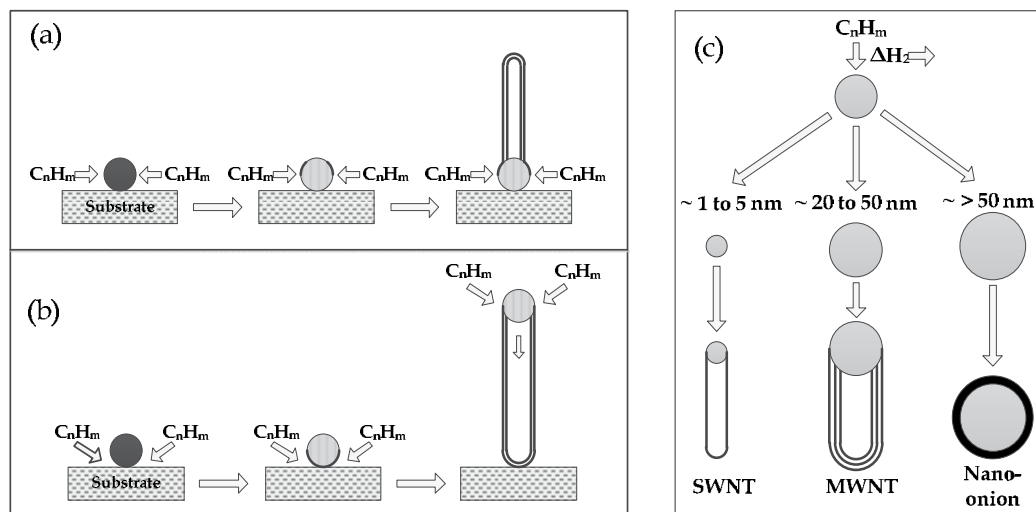 (a)
CₙHₘ CₙHₘ CₙHₘ CₙHₘ CₙHₘ CₙHₘ
Substrate
(b)
CₙHₘ CₙHₘ
CₙHₘ CₙHₘ CₙHₘ CₙHₘ
Substrate
(c)
CₙHₘ
ΔH₂
~ 1 to 5 nm ~ 20 to 50 nm ~ > 50 nm
SWNT MWNT Nano-
onion